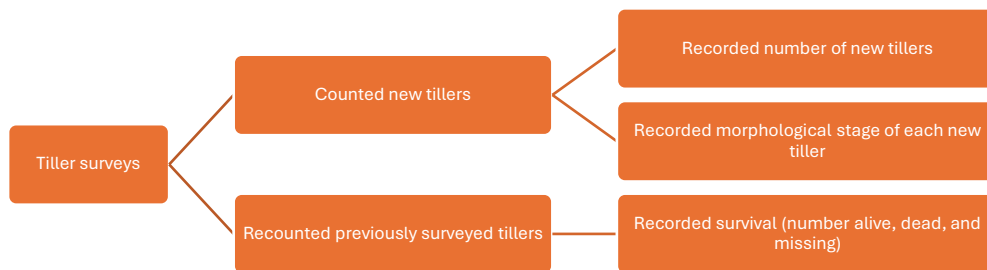 Tiller surveys
Counted new tillers
Recorded number of new tillers
Recorded morphological stage of each new
tiller
Recounted previously surveyed tillers
Recorded survival (number alive, dead, and
missing)